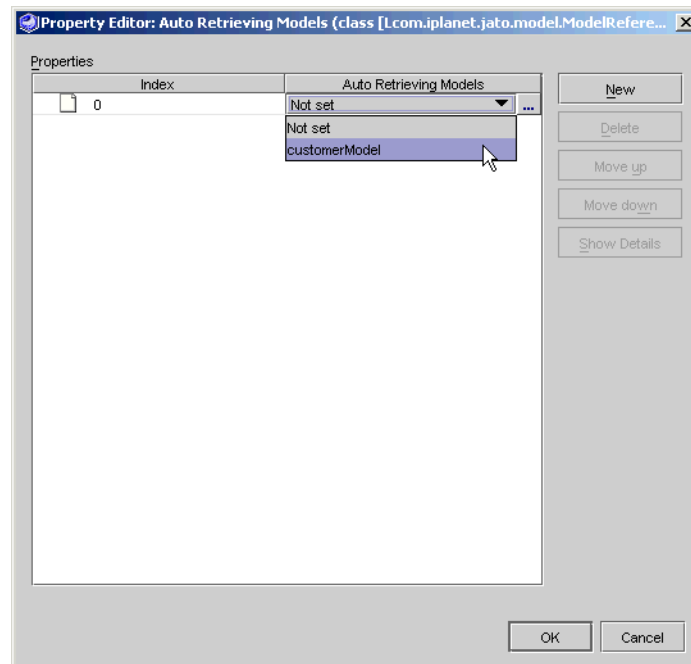 Property Editor: Auto Retrieving Models (class [Lcom.iplanet.jato.model.ModelRefere...
Properties
Index Auto Retrieving Models
0 Not set ...
Not set
customerModel
New
Delete
Move up
Move down
Show Details
OK Cancel